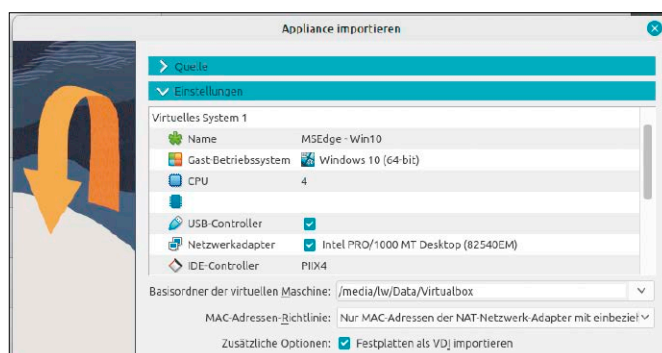 Appliance importieren
Quelle
Einstellungen
Virtuelles System 1
Name MSEdge - Win10
Gast-Betriebssystem Windows 10 (64-bit)
CPU 4
USB-Controller
Netzwerkadapter Intel PRO/1000 MT Desktop (82540EM)
IDE-Controller PIIX4
Basisordner der virtuellen Maschine: /media/lw/Data/Virtualbox
MAC-Adressen-Richtlinie: Nur MAC-Adressen der NAT-Netzwerk-Adapter mit einbezieh
Zusätzliche Optionen: Festplatten als VDI importieren